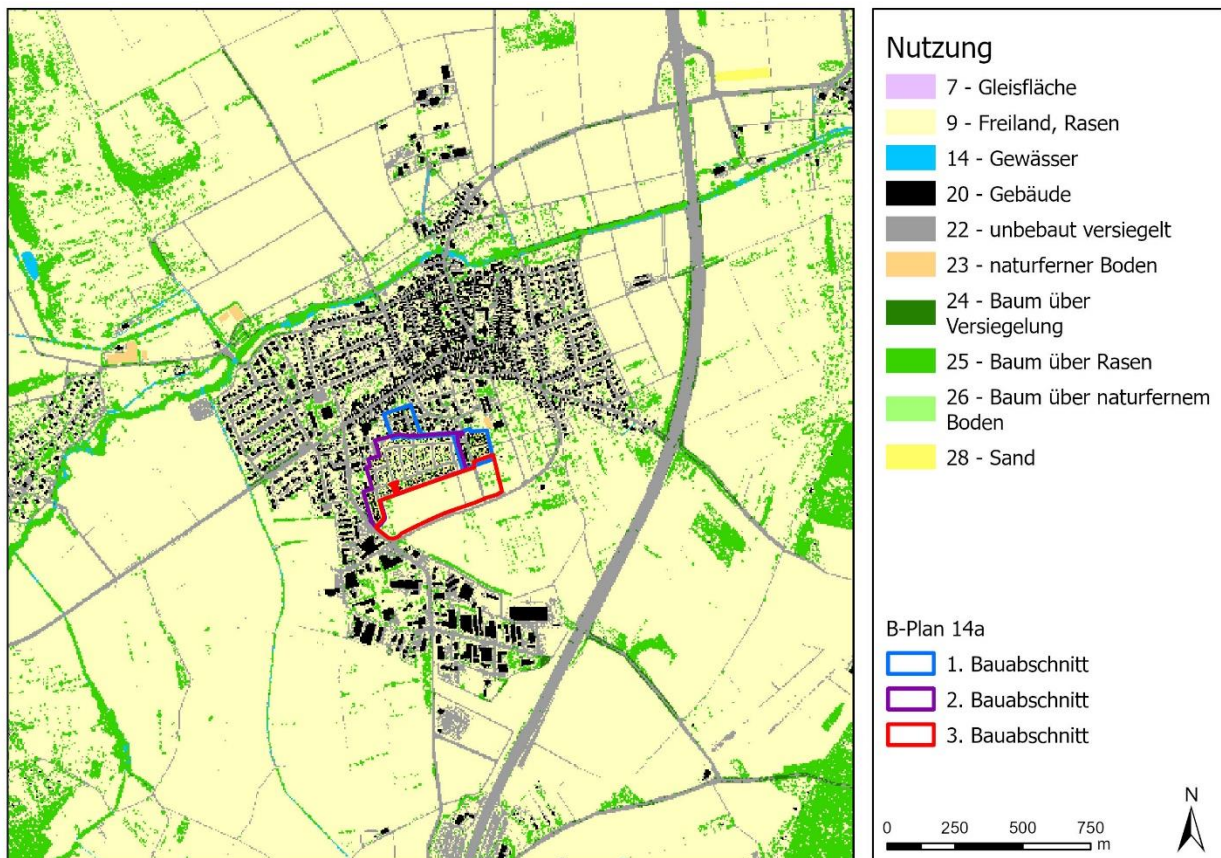 Nutzung
7 - Gleisfläche
9 - Freiland, Rasen
14 - Gewässer
20 - Gebäude
22 - unbebaut versiegelt
23 - naturferner Boden
24 - Baum über
Versiegelung
25 - Baum über Rasen
26 - Baum über naturfernem
Boden
28 - Sand
B-Plan 14a
1. Bauabschnitt
2. Bauabschnitt
3. Bauabschnitt
N
0 250 500 750
m